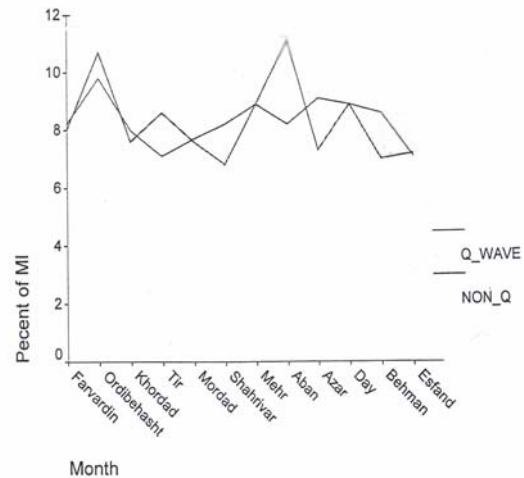 12
10
8
6
4
2
0
Pecent of MI
Farvardin
Ordibehasht
Khordad
Tir
Mordad
Shahrivar
Mehr
Aban
Azar
Day
Behman
Esfand
Month
Q_WAVE
NON_Q